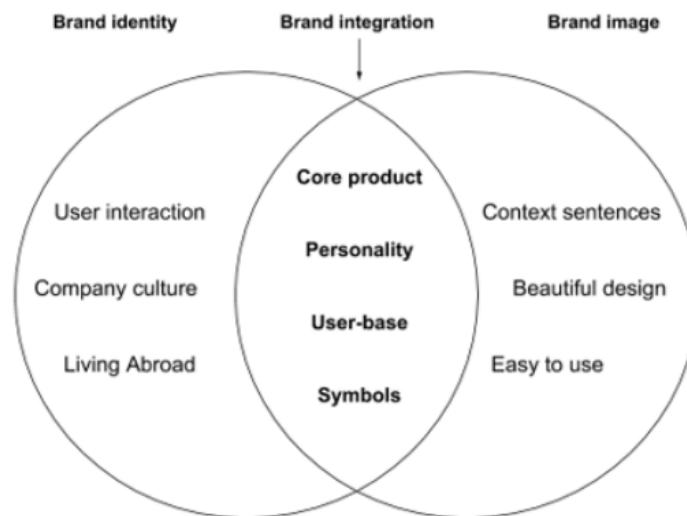 Brand identity
Brand integration
Brand image
Core product
User interaction
Context sentences
Personality
Company culture
Beautiful design
User-base
Living Abroad
Easy to use
Symbols